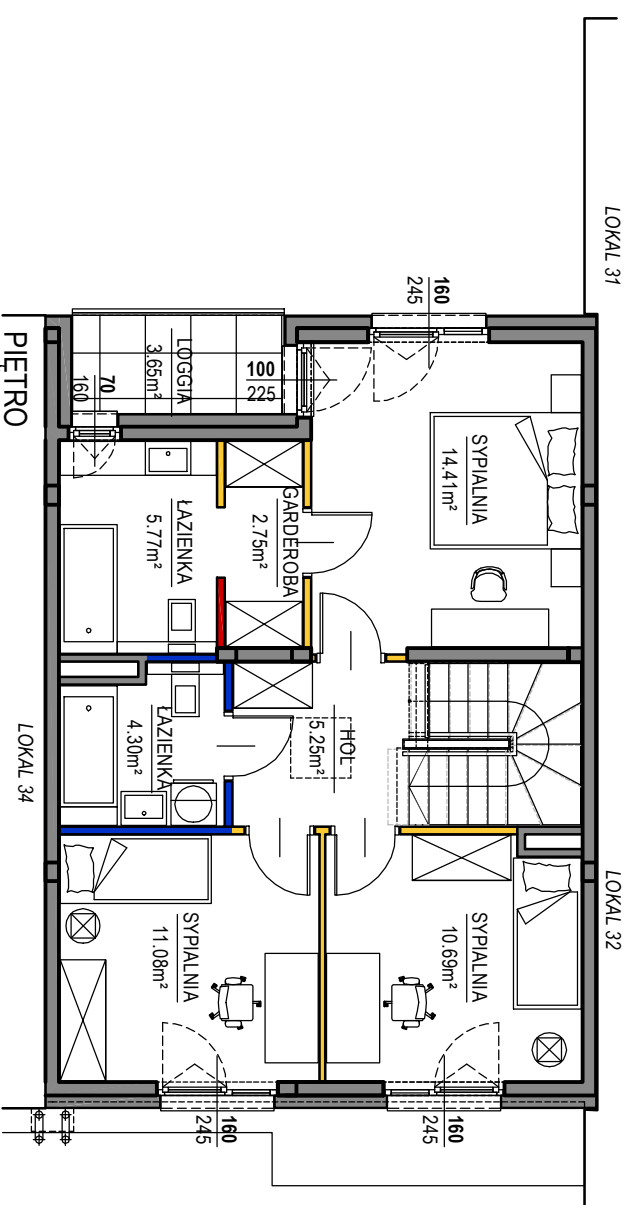 LOKAL 31
LOKAL 32
160
245
SYPIALNIA
14.41m²
100
225
LOGGIA
3.65m²
70
160
GARDEROBA
2.75m²
ŁAZIENKA
5.77m²
HOL
5.25m²
ŁAZIENKA
4.30m²
SYPIALNIA
10.69m²
SYPIALNIA
11.08m²
160
245
160
245
PIĘTRO
LOKAL 34